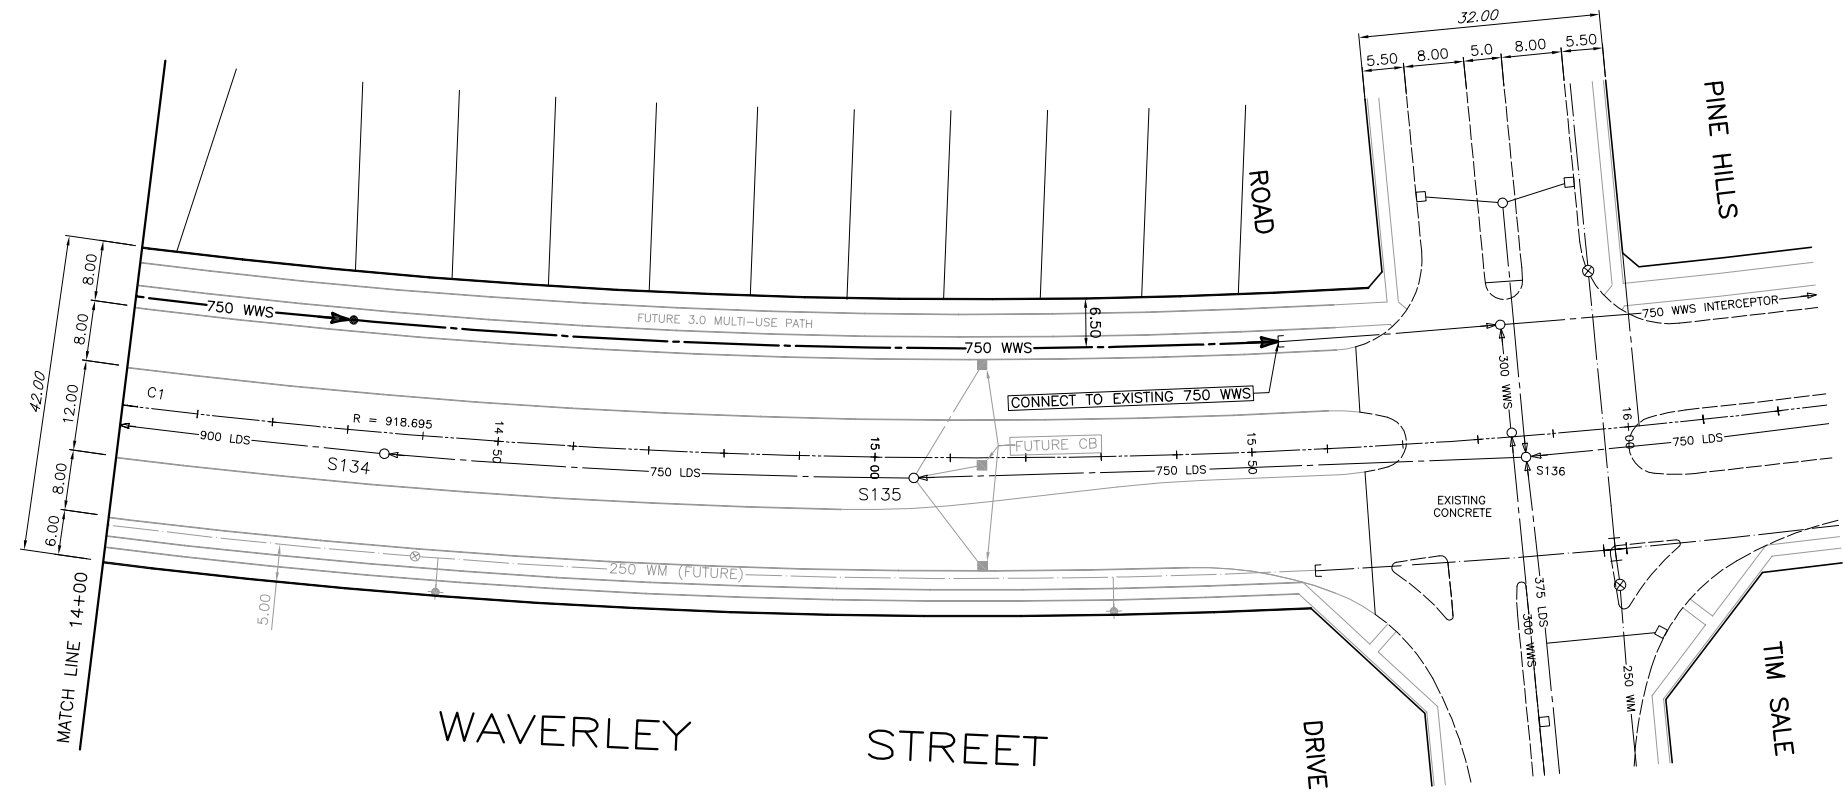 32.00
5.50
8.00
5.0
8.00
5.50
PINE HILLS
ROAD
8.00
8.00
12.00
8.00
6.00
42.00
750 WWS
FUTURE 3.0 MULTI-USE PATH
750 WWS
6.50
750 WWS INTERCEPTOR
300 WWS
CONNECT TO EXISTING 750 WWS
C1
R = 918.695
900 LDS
S134
14
50
750 LDS
15
00
S135
FUTURE CB
750 LDS
15
50
16
00
750 LDS
S136
EXISTING
CONCRETE
250 WM (FUTURE)
5.00
375 LDS
300 WWS
250 WM
MATCH LINE 14+00
WAVERLEY STREET
TIM SALE
DRIVE